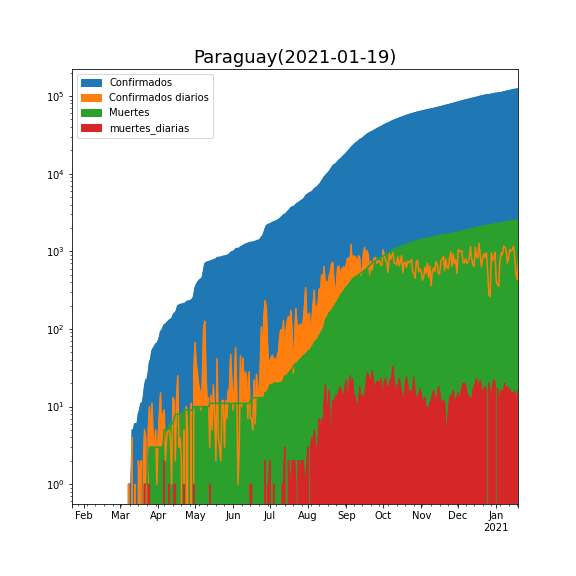 Paraguay(2021-01-19)
Confirmados
Confirmados diarios
Muertes
muertes_diarias
10⁵
10⁴
10³
10²
10¹
10⁰
Feb Mar Apr May Jun Jul Aug Sep Oct Nov Dec Jan
2021